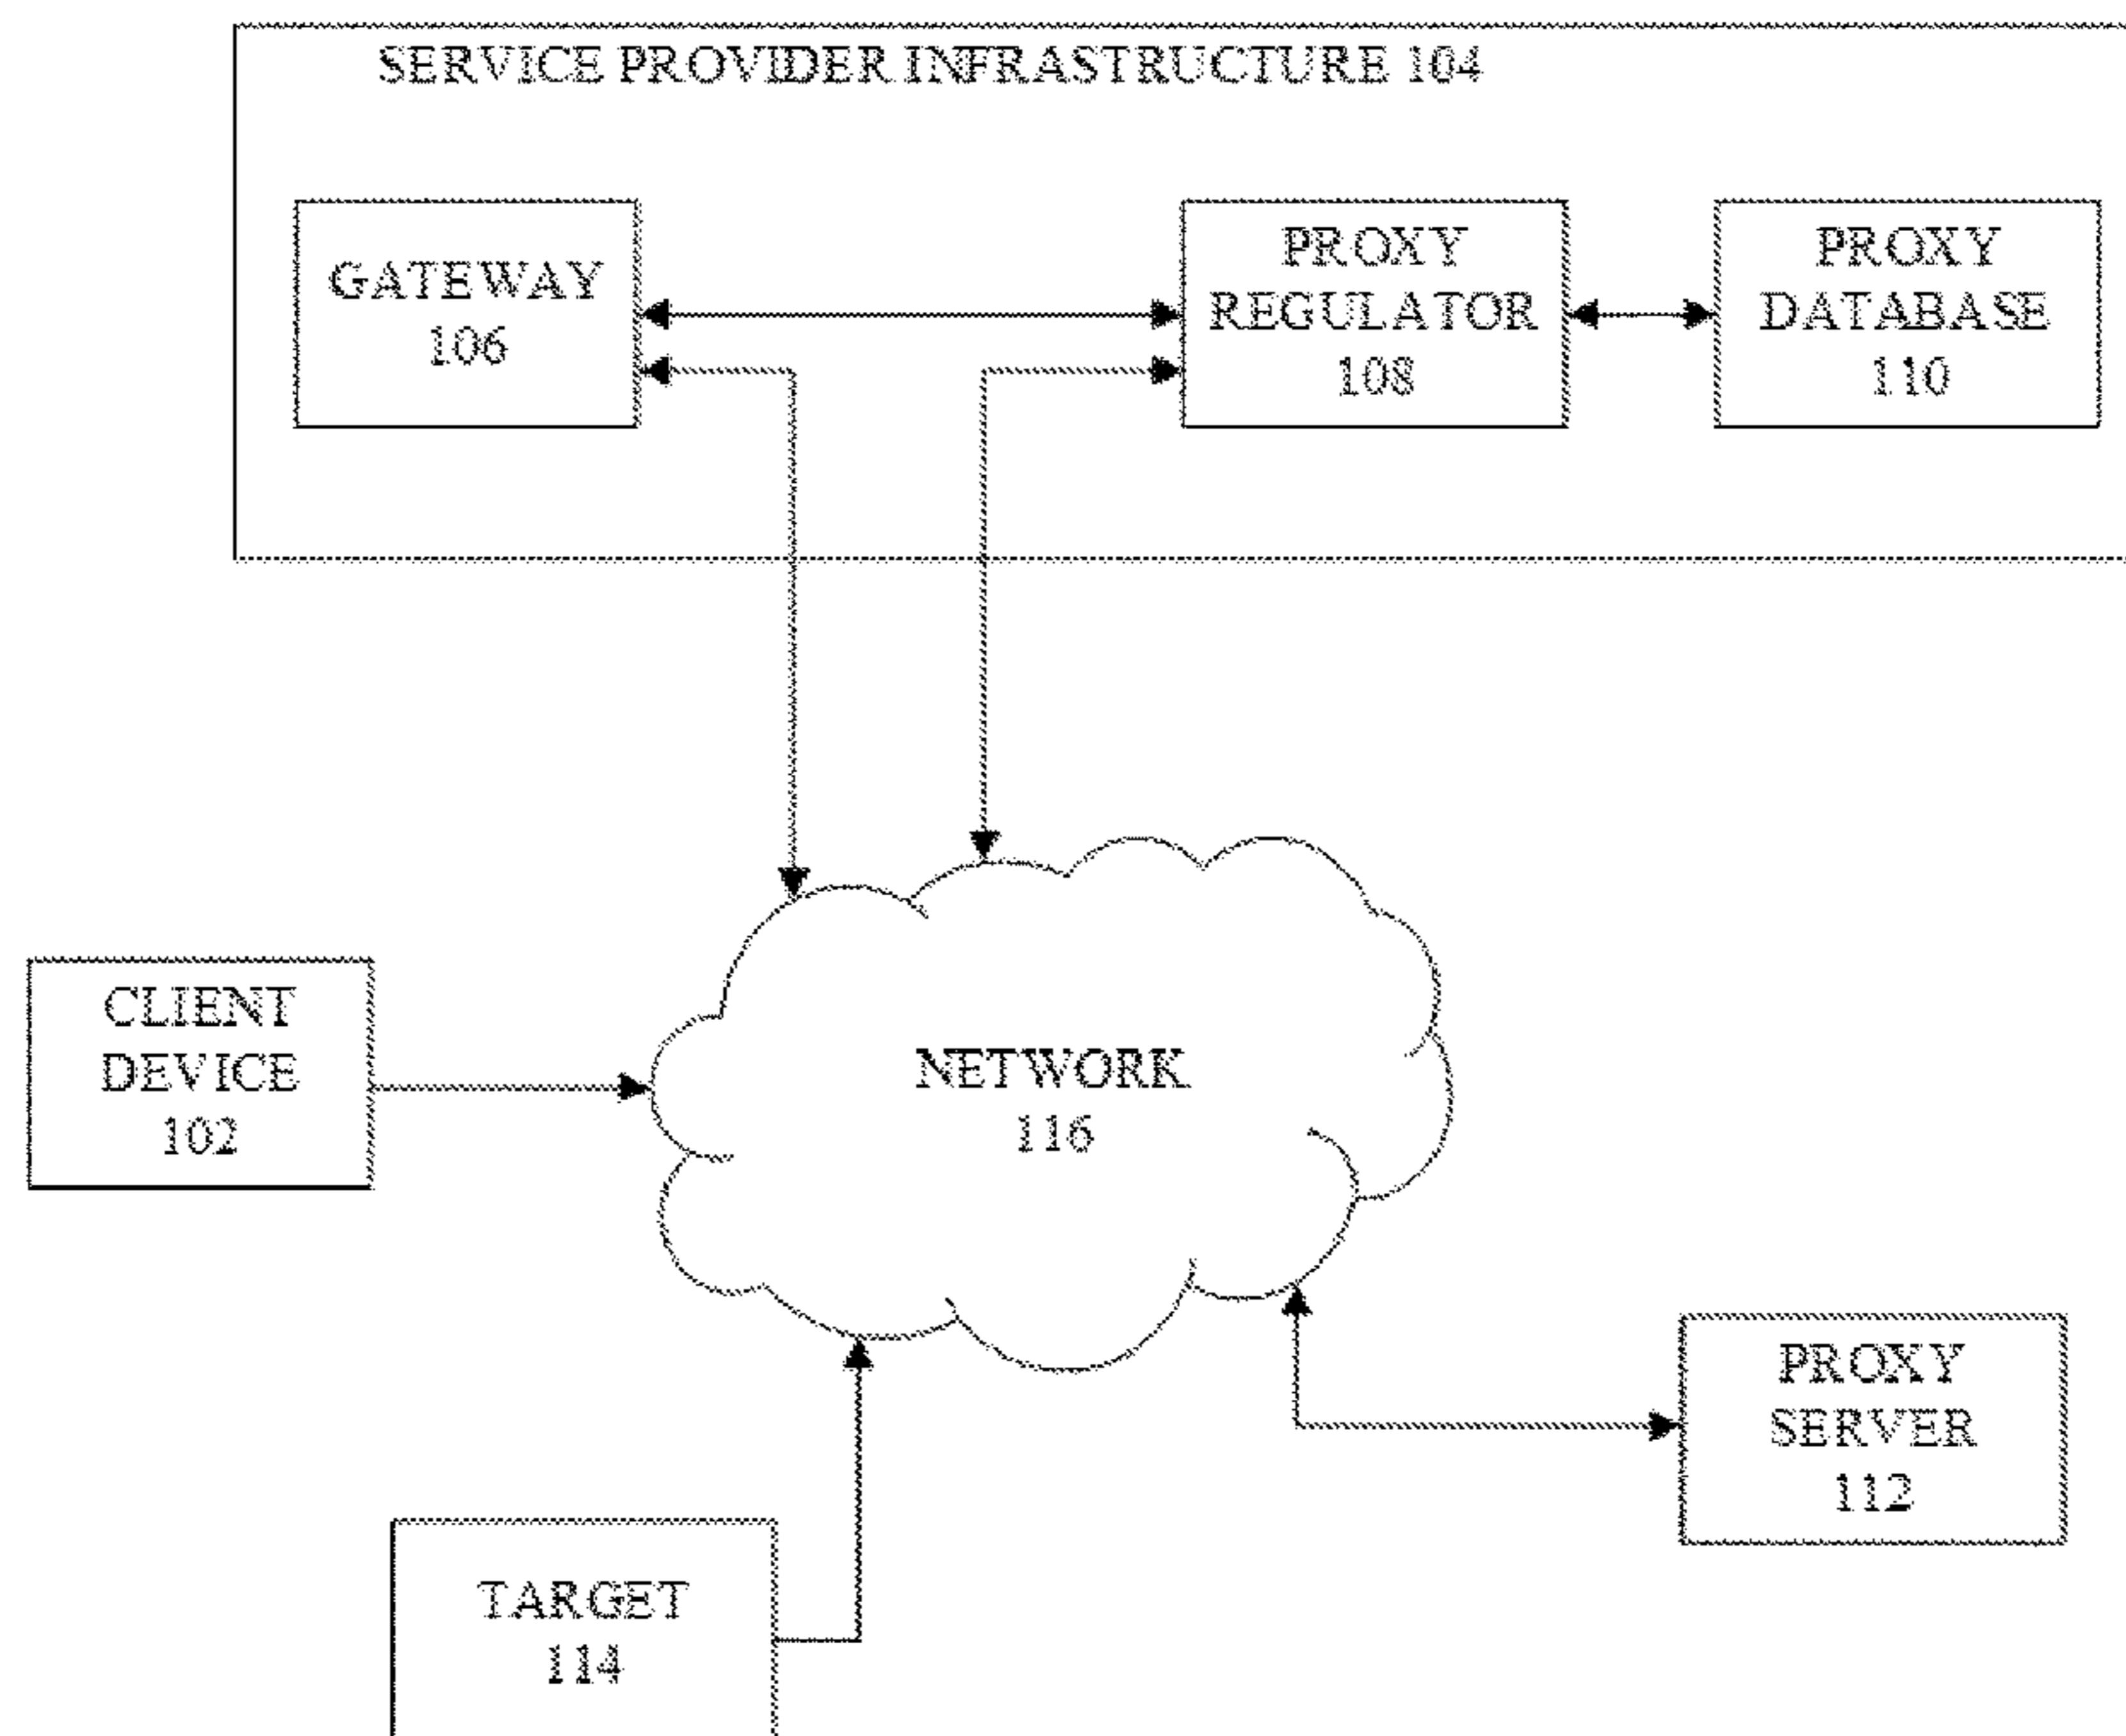 SERVICE PROVIDER INFRASTRUCTURE 104
GATEWAY
106
PROXY
REGULATOR
108
PROXY
DATABASE
110
CLIENT
DEVICE
102
NETWORK
116
PROXY
SERVER
112
TARGET
114